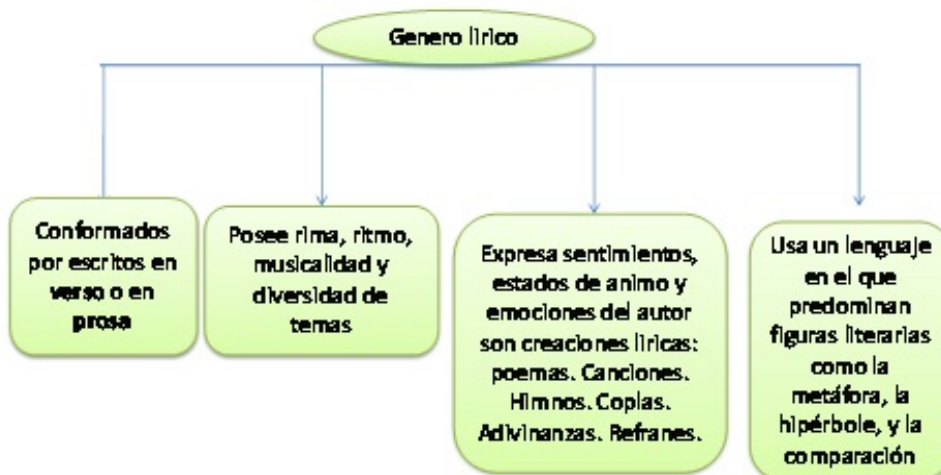 Genero lirico
Conformados
por escritos en
verso o en
prosa
Posee rima, ritmo,
musicalidad y
diversidad de
temas
Expresa sentimientos,
estados de animo y
emociones del autor
son creaciones liricas:
poemas. Canciones.
Himnos. Coplas.
Adivinanzas. Refranes.
Usa un lenguaje
en el que
predominan
figuras literarias
como la
metáfora, la
hipérbole, y la
comparación